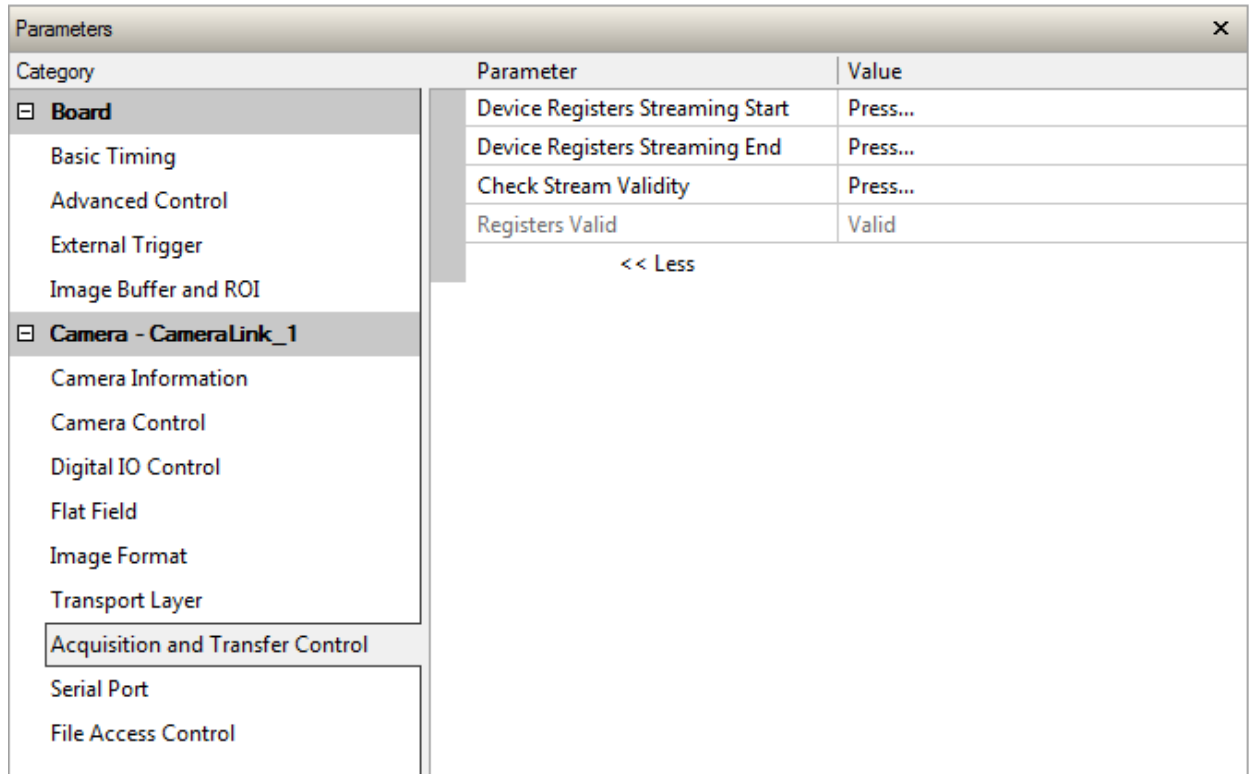 Parameters
Category
Parameter Value
Board
Basic Timing
Advanced Control
External Trigger
Image Buffer and ROI
Camera - CameraLink_1
Camera Information
Camera Control
Digital IO Control
Flat Field
Image Format
Transport Layer
Acquisition and Transfer Control
Serial Port
File Access Control
Device Registers Streaming Start Press...
Device Registers Streaming End Press...
Check Stream Validity Press...
Registers Valid Valid
<< Less